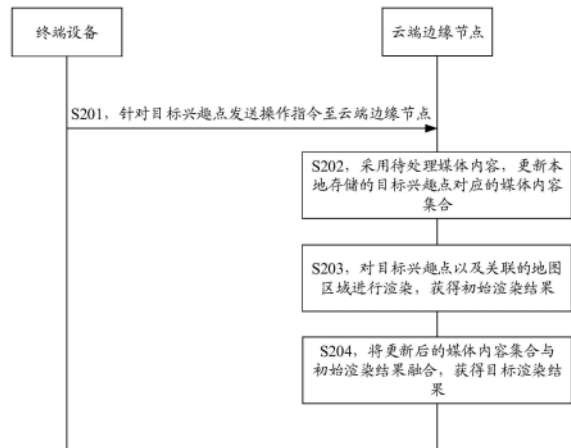 终端设备
云端边缘节点
S201，针对目标兴趣点发送操作指令至云端边缘节点
S202，采用待处理媒体内容，更新本
地存储的目标兴趣点对应的媒体内容
集合
S203，对目标兴趣点以及关联的地图
区域进行渲染，获得初始渲染结果
S204，将更新后的媒体内容集合与
初始渲染结果融合，获得目标渲染结
果